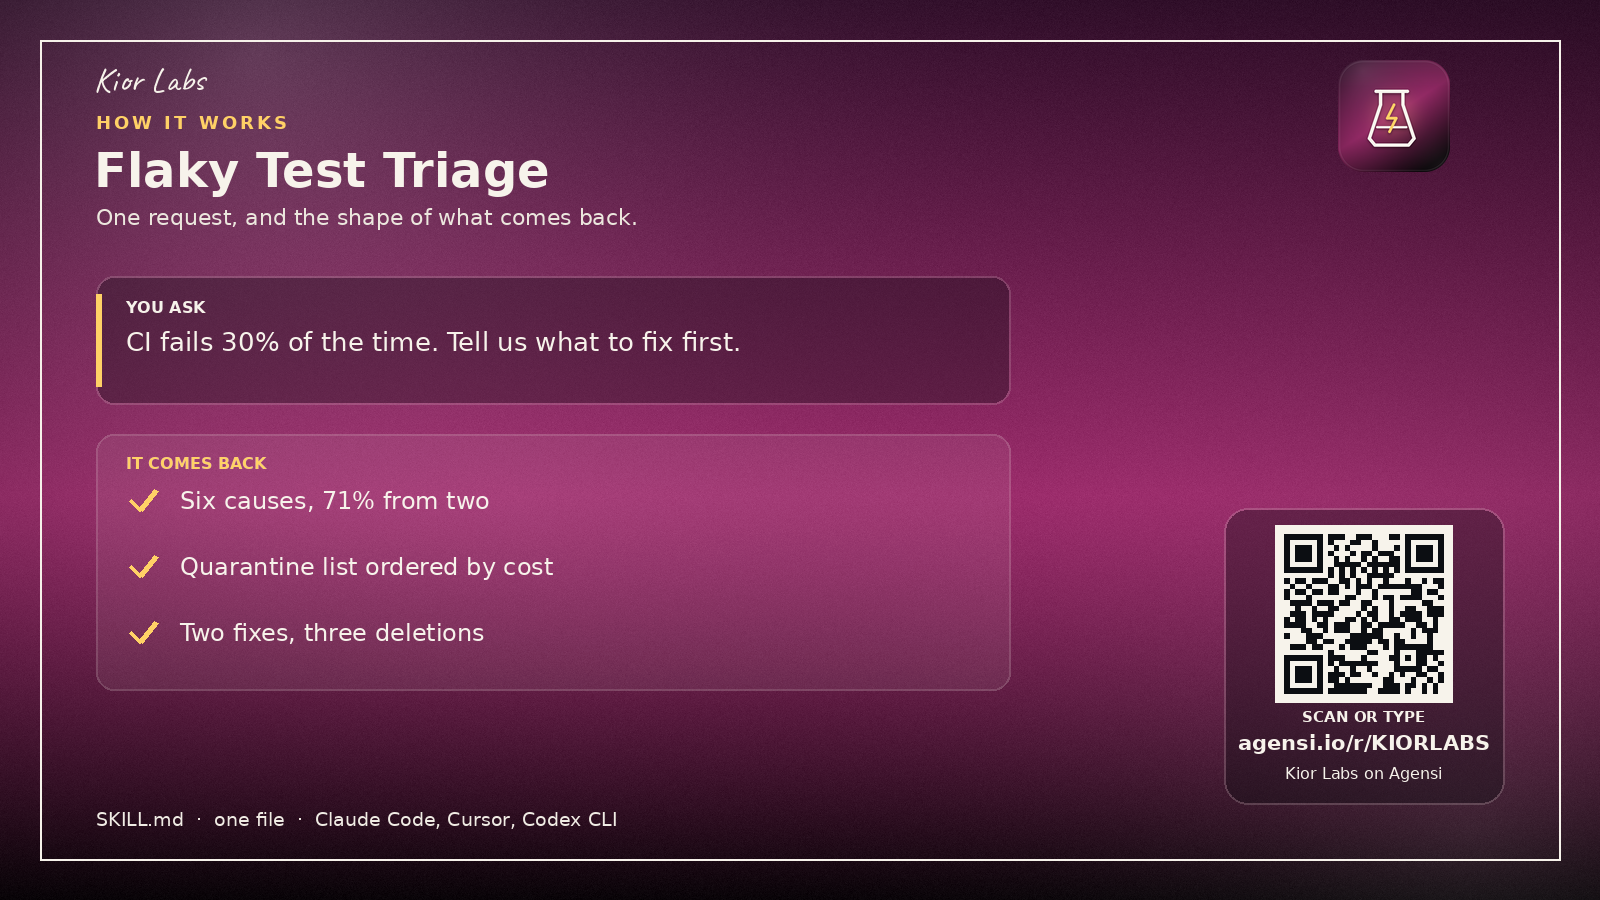 Kior Labs
HOW IT WORKS
Flaky Test Triage
One request, and the shape of what comes back.
YOU ASK
CI fails 30% of the time. Tell us what to fix first.
IT COMES BACK
Six causes, 71% from two
Quarantine list ordered by cost
Two fixes, three deletions
SCAN OR TYPE
agensi.io/r/KIORLABS
Kior Labs on Agensi
SKILL.md · one file · Claude Code, Cursor, Codex CLI